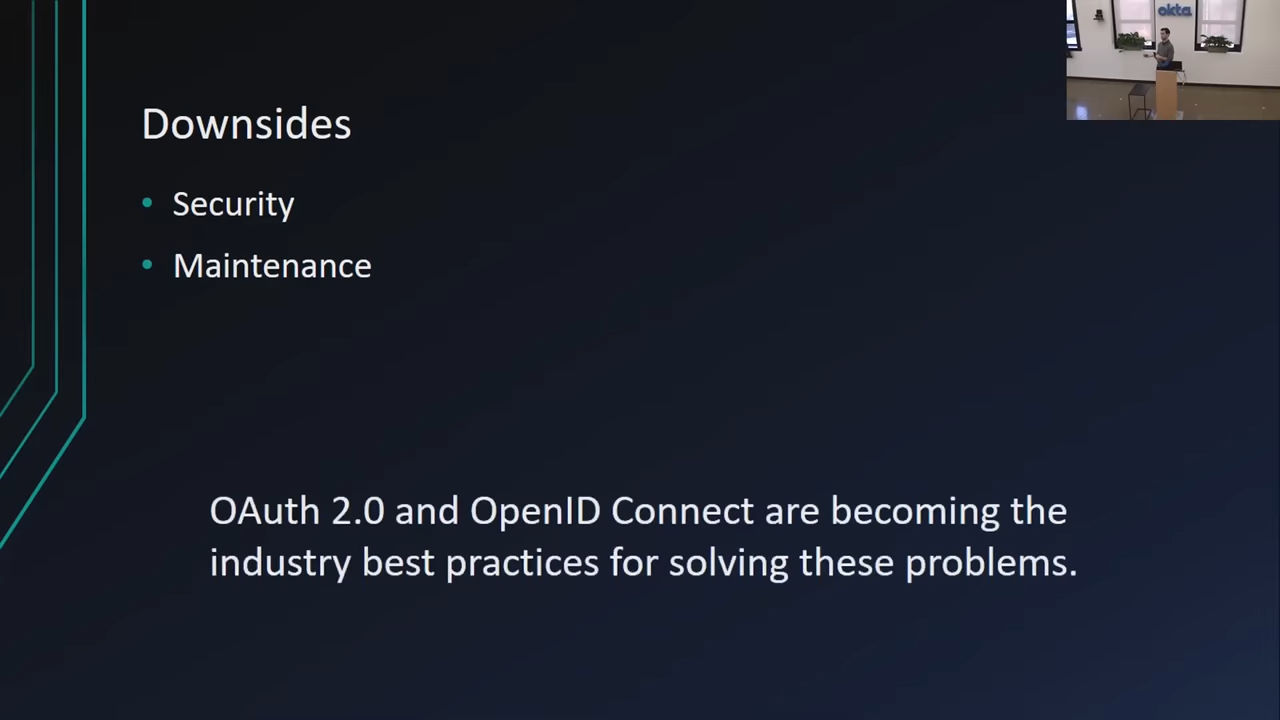 okta
Downsides
• Security
• Maintenance
OAuth 2.0 and OpenID Connect are becoming the
industry best practices for solving these problems.